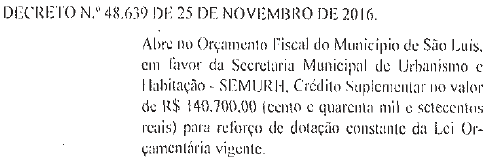 DECRETO N.º 48.639 DE 25 DE NOVEMBRO DE 2016.
Abre no Orçamento Fiscal do Município de São Luís,
em favor da Secretaria Municipal de Urbanismo e
Habitação - SEMURH, Crédito Suplementar no valor
de R$ 140.700,00 (cento e quarenta mil e setecentos
reais) para reforço de dotação constante da Lei Or-
çamentária vigente.